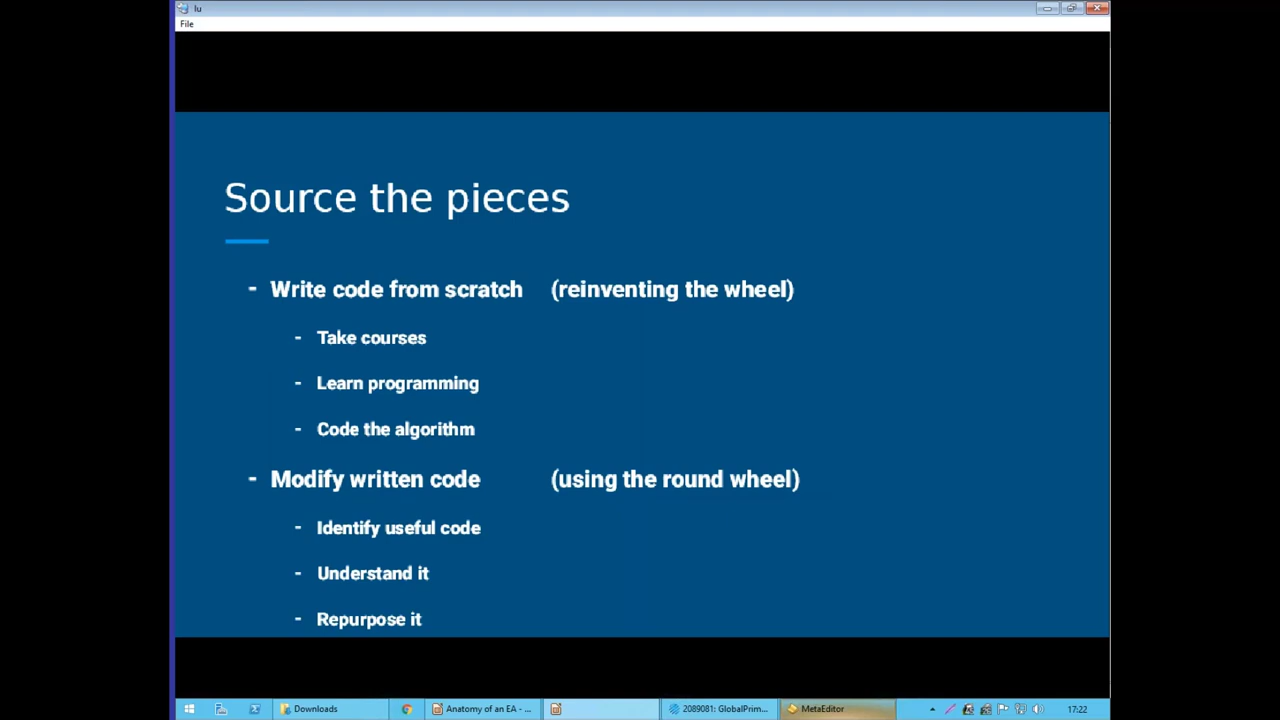 lu
File
Source the pieces
- Write code from scratch (reinventing the wheel)
- Take courses
- Learn programming
- Code the algorithm
- Modify written code (using the round wheel)
- Identify useful code
- Understand it
- Repurpose it
Downloads
Anatomy of an EA - ...
2089081: GlobalPrim...
MetaEditor
17:22